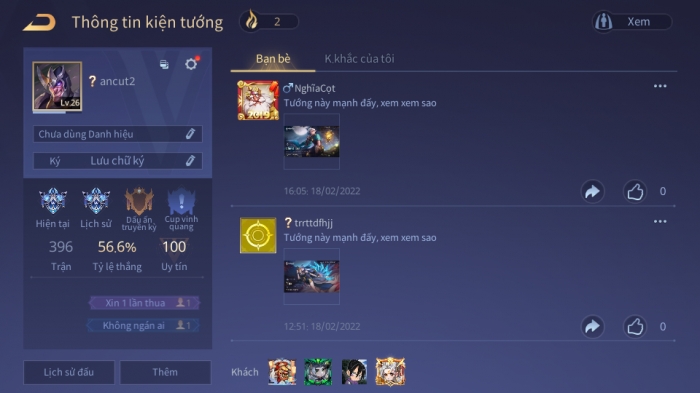 Thông tin kiện tướng
2
Xem
ancut2
Lv.26
Chưa dùng Danh hiệu
Ký Lưu chữ ký
Hiện tại
Lịch sử
Dấu ấn truyền kỳ
Cup vinh quang
396 56.6% 100
Trận Tỷ lệ thắng Uy tín
Xin 1 lần thua 1
Không ngán ai 1
Lịch sử đấu
Thêm
Bạn bè K.khắc của tôi
2019
NghĩaCọt
Tướng này mạnh đấy, xem xem sao
16:05: 18/02/2022
0
trrttdfhjj
Tướng này mạnh đấy, xem xem sao
12:51: 18/02/2022
0
Khách